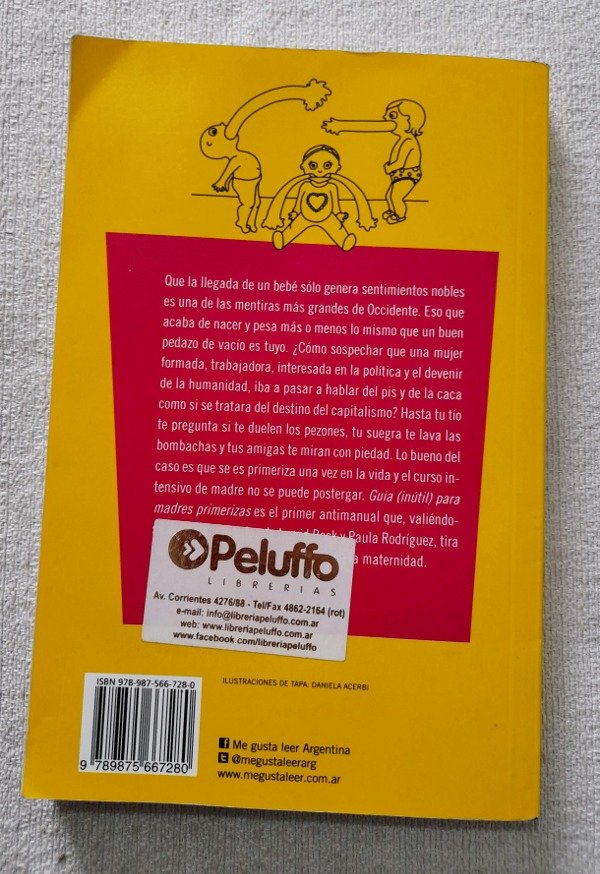 Que la llegada de un bebé sólo genera sentimientos nobles
es una de las mentiras más grandes de Occidente. Eso que
acaba de nacer y pesa más o menos lo mismo que un buen
pedazo de vacío es tuyo. ¿Cómo sospechar que una mujer
formada, trabajadora, interesada en la política y el devenir
de la humanidad, iba a pasar a hablar del pis y de la caca
como si se tratara del destino del capitalismo? Hasta tu tío
te pregunta si te duelen los pezones, tu suegra te lava las
bombachas y tus amigas te miran con piedad. Lo bueno del
caso es que se es primeriza una vez en la vida y el curso in-
tensivo de madre no se puede postergar. Guía (inútil) para
madres primerizas es el primer antimanual que, valiéndo-
y Paula Rodríguez, tira
maternidad.
Peluffo
LIBRERIAS
Av. Corrientes 4276/88 - Tel/Fax 4862-2164 (rot)
e-mail: info@libreriapeluffo.com.ar
web: www.libreriapeluffo.com.ar
www.facebook.com/libreriapeluffo
ISBN 978-987-566-728-0
9 789875 667280
ILUSTRACIONES DE TAPA: DANIELA ACERBI
Me gusta leer Argentina
@megustaleerarg
www.megustaleer.com.ar